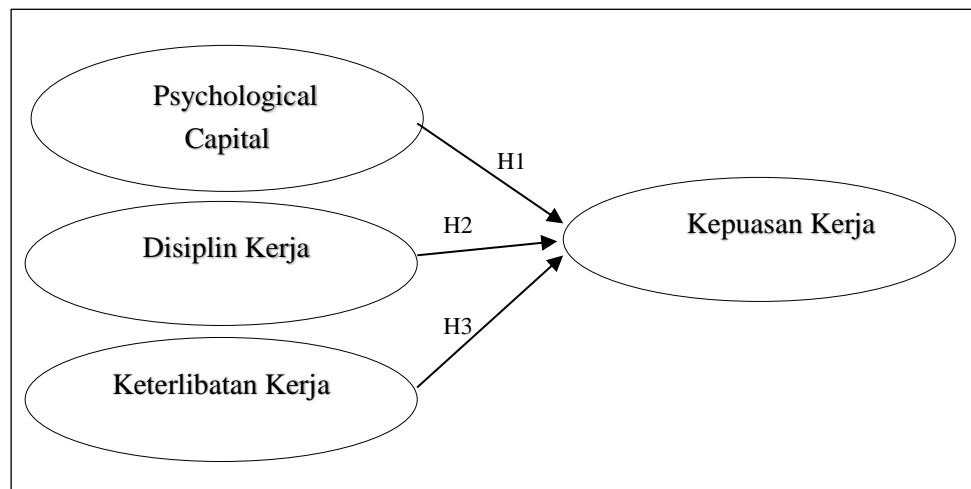 Psychological
Capital
H1
H2
Kepuasan Kerja
Disiplin Kerja
H3
Keterlibatan Kerja